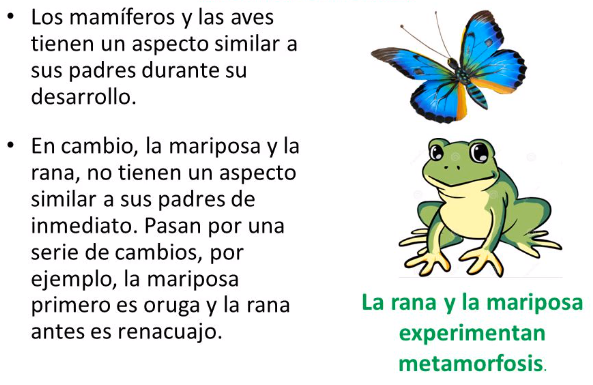 • Los mamíferos y las aves
tienen un aspecto similar a
sus padres durante su
desarrollo.
• En cambio, la mariposa y la
rana, no tienen un aspecto
similar a sus padres de
inmediato. Pasan por una
serie de cambios, por
ejemplo, la mariposa
primero es oruga y la rana
antes es renacuajo.
La rana y la mariposa
experimentan
metamorfosis.